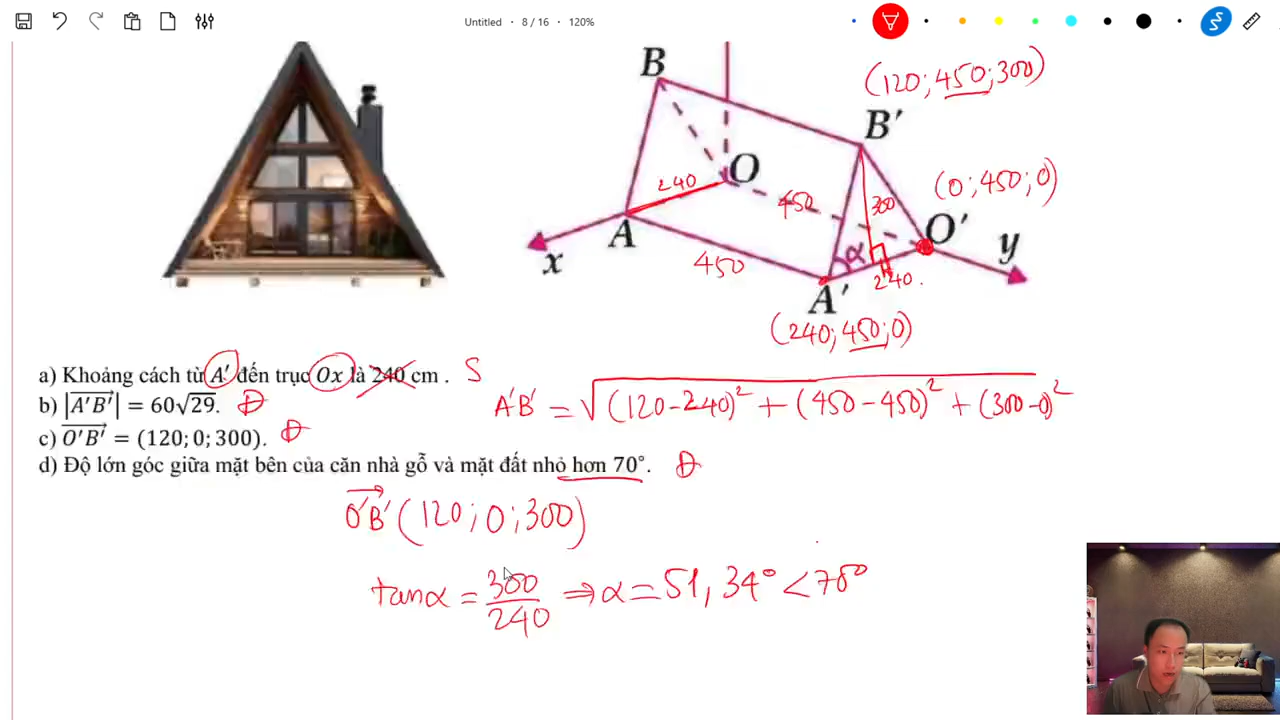 Untitled • 8 / 16 • 120%
(120; 450; 300)
B
B'
O
240
450
300
(0; 450; 0)
O'
y
A
x
450
α
240.
A'
(240; 450; 0)
a) Khoảng cách từ A' đến trục Ox là 240 cm . S
b) |A'B'| = 60√29. Đ
A'B' = √(120-240)² + (450-450)² + (300-0)²
c) O'B' = (120; 0; 300). Đ
d) Độ lớn góc giữa mặt bên của căn nhà gỗ và mặt đất nhỏ hơn 70°. Đ
O'B' (120; 0; 300)
tanα = 300/240 ⇒ α = 51,34° < 70°